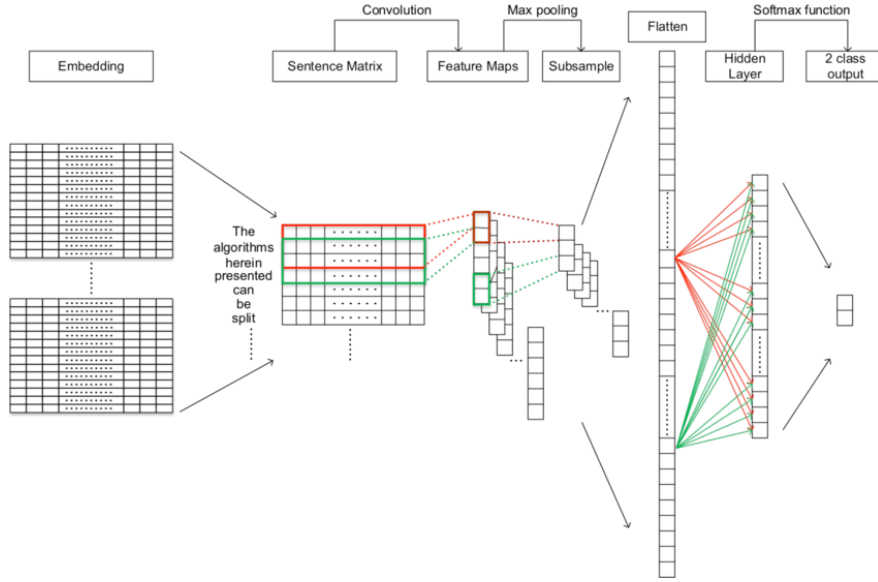 Convolution
Max pooling
Softmax function
Flatten
Embedding
Sentence Matrix
Feature Maps
Subsample
Hidden
Layer
2 class
output
The
algorithms
herein
presented
can
be
split